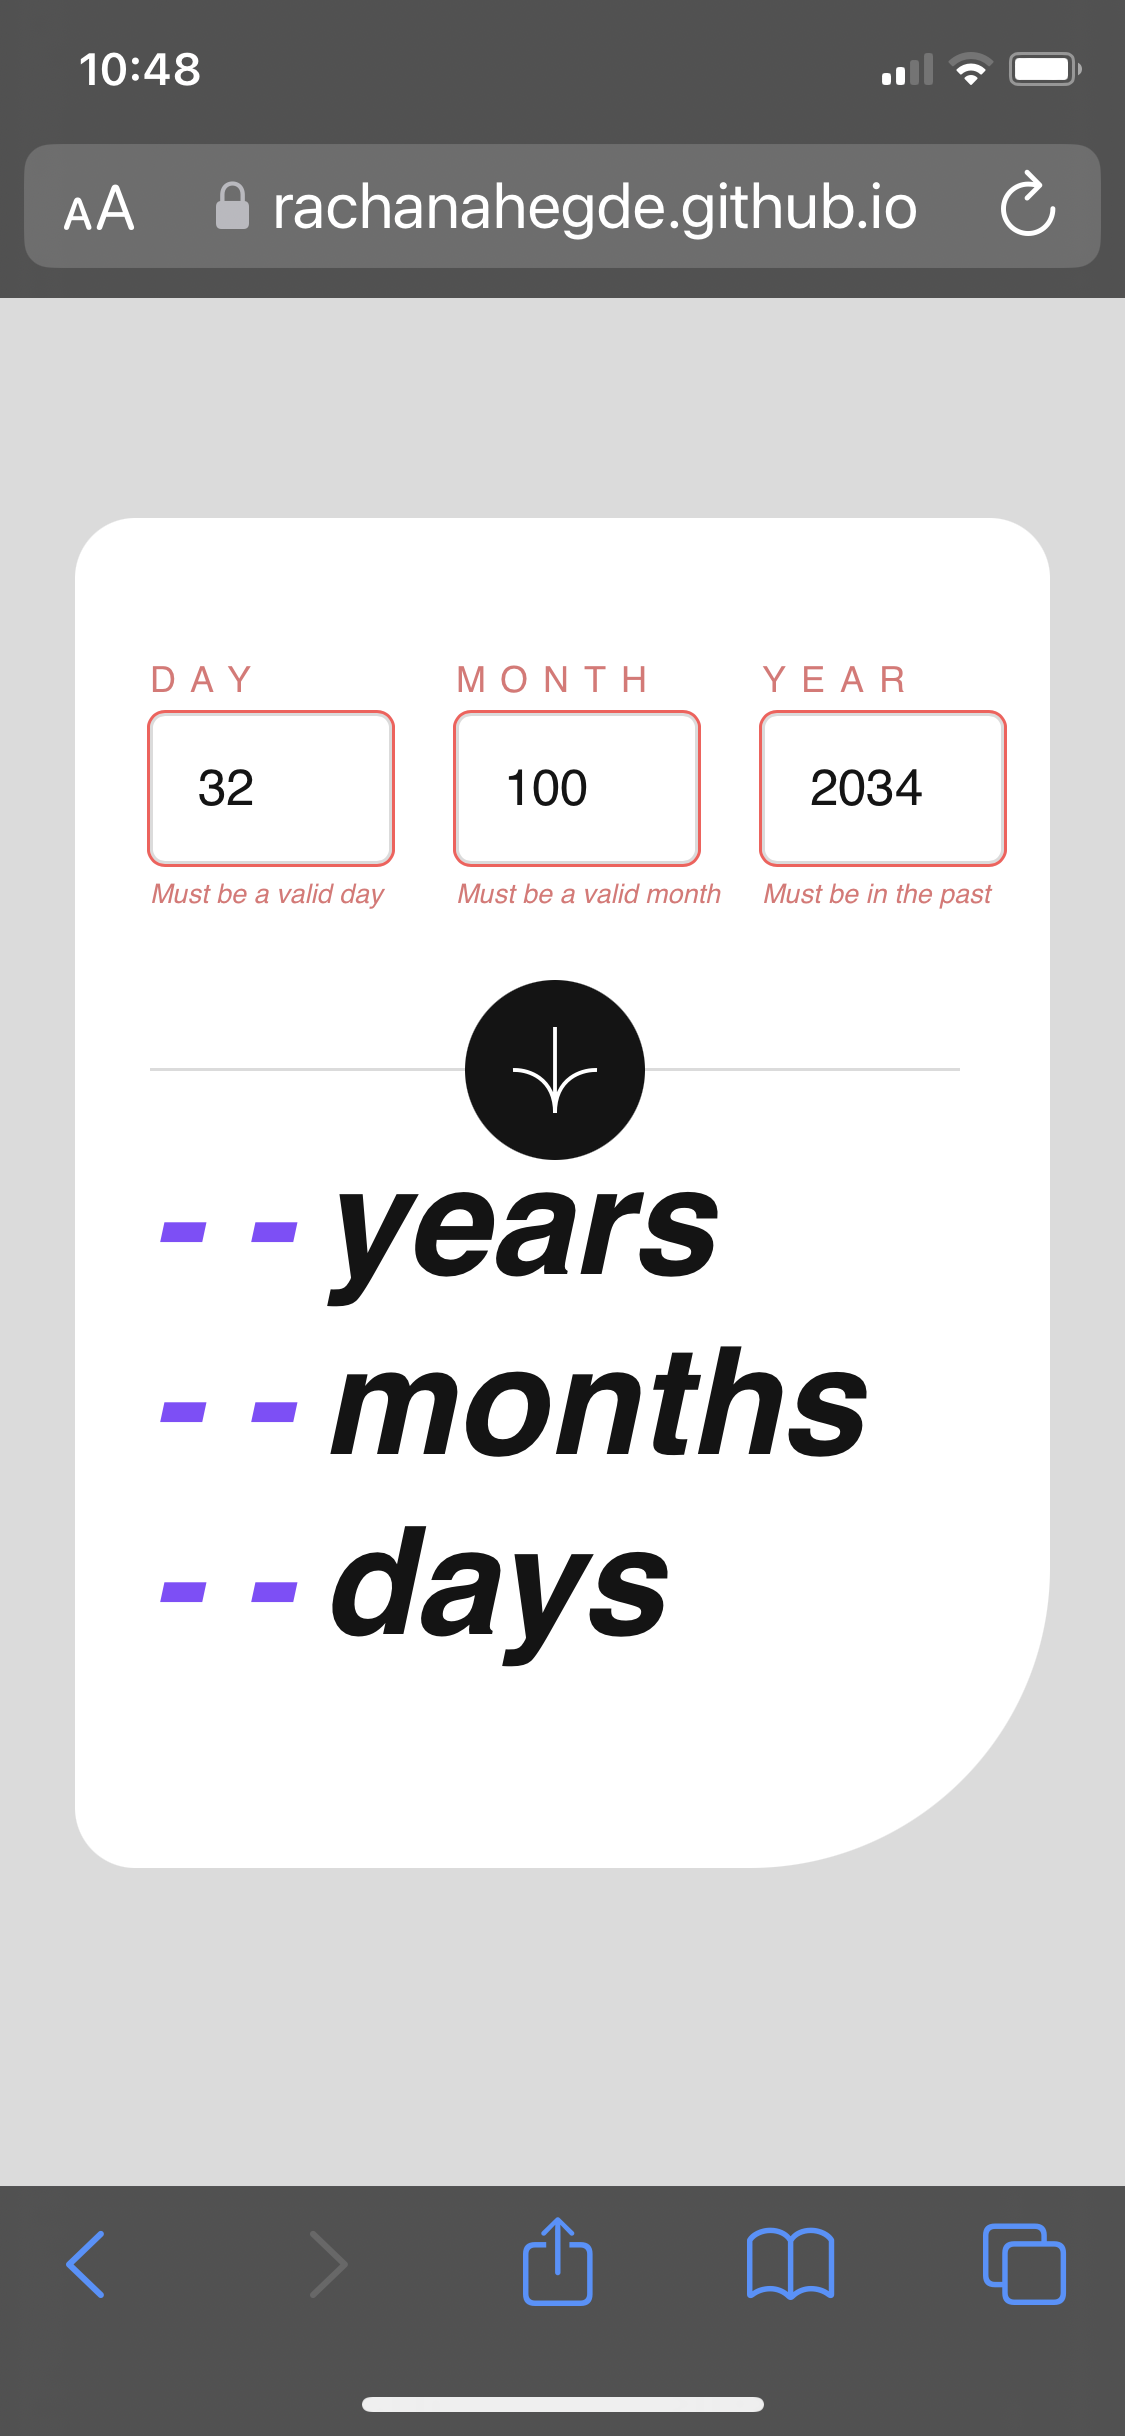 10:48
AA rachanahegde.github.io
DAY MONTH YEAR
32 100 2034
Must be a valid day Must be a valid month Must be in the past
- - years
- - months
- - days